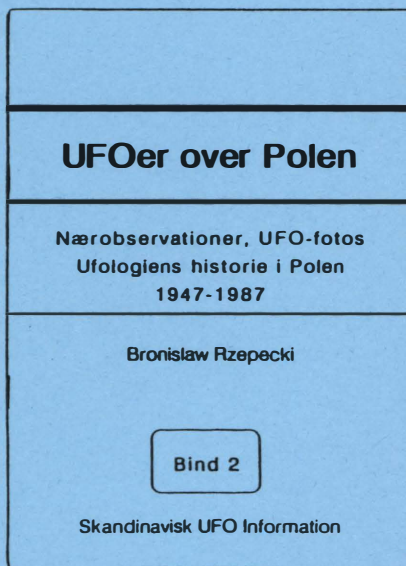 UFOer over Polen
Nærobservationer, UFO-fotos
Ufologiens historie i Polen
1947-1987
Bronislaw Rzepecki
Bind 2
Skandinavisk UFO Information